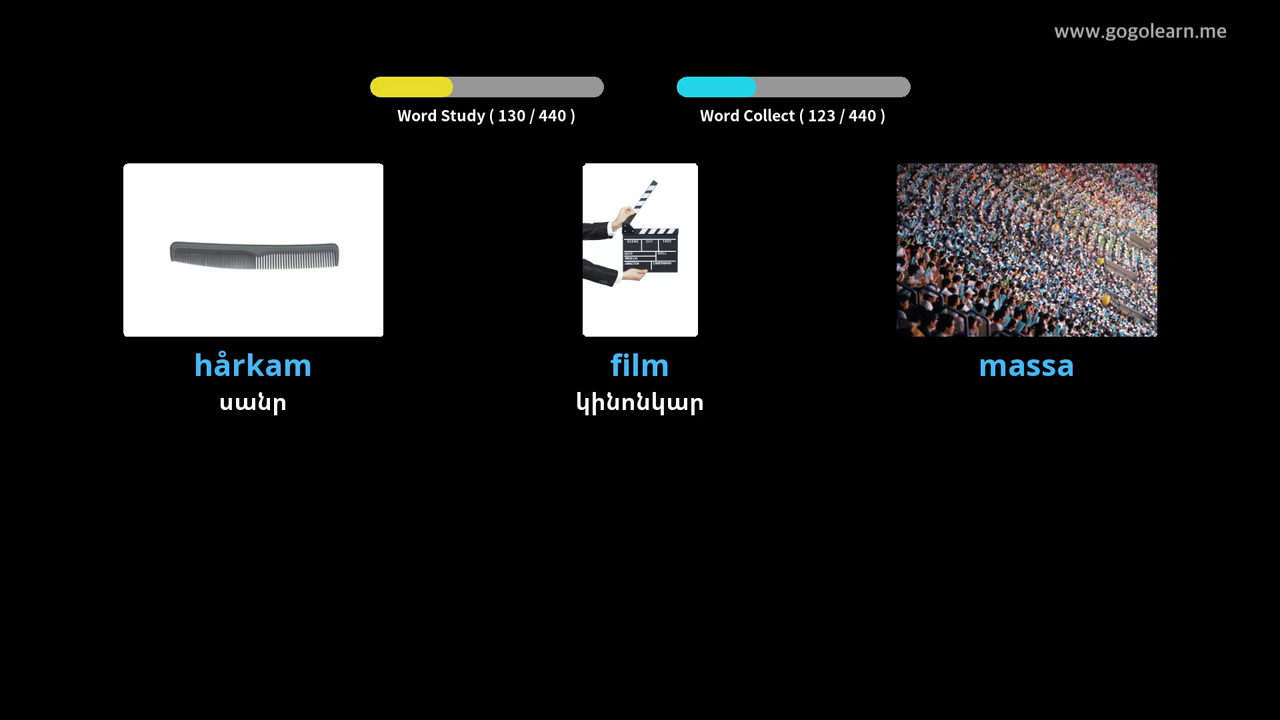 www.gogolearn.me
Word Study ( 130 / 440 )
Word Collect ( 123 / 440 )
hårkam
film
massa
սանր
կինոնկար